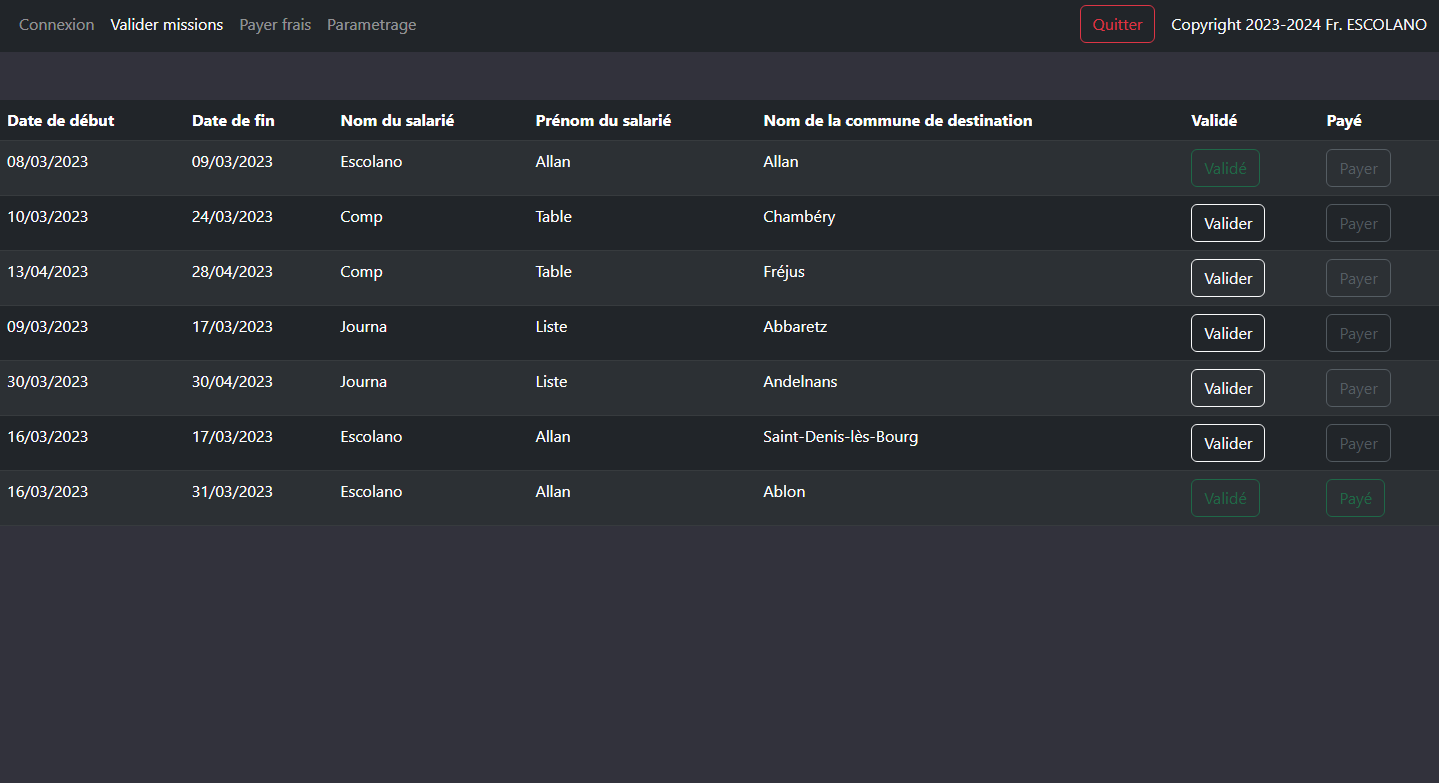 Connexion Valider missions Payer frais Parametrage Quitter Copyright 2023-2024 Fr. ESCOLANO
Date de début Date de fin Nom du salarié Prénom du salarié Nom de la commune de destination Validé Payé
08/03/2023 09/03/2023 Escolano Allan Allan Validé Payer
10/03/2023 24/03/2023 Comp Table Chambéry Valider Payer
13/04/2023 28/04/2023 Comp Table Fréjus Valider Payer
09/03/2023 17/03/2023 Journa Liste Abbaretz Valider Payer
30/03/2023 30/04/2023 Journa Liste Andelnans Valider Payer
16/03/2023 17/03/2023 Escolano Allan Saint-Denis-lès-Bourg Valider Payer
16/03/2023 31/03/2023 Escolano Allan Ablon Validé Payé